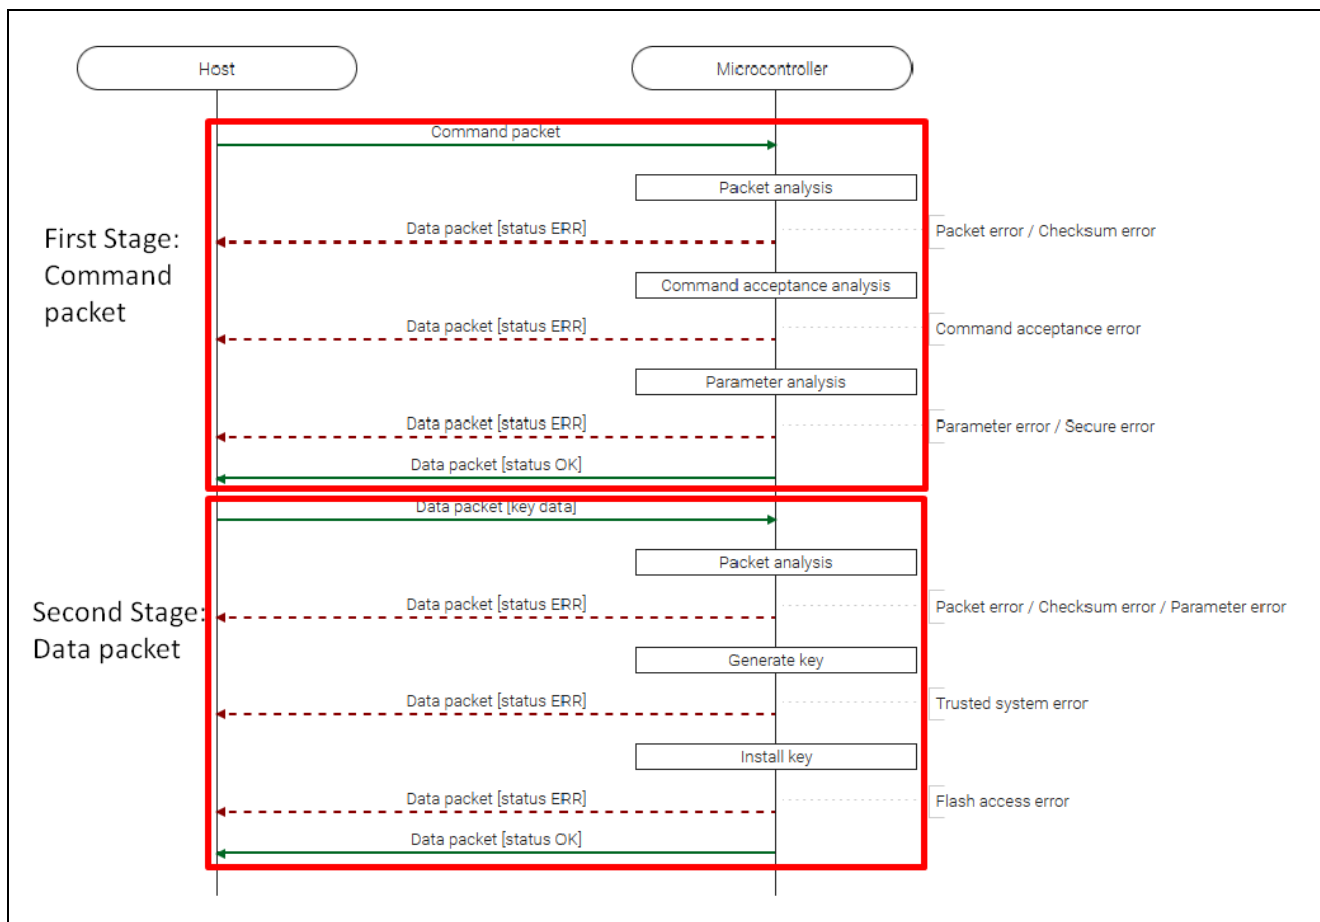 Host
Microcontroller
Command packet
Packet analysis
First Stage:
Command
packet
Data packet [status ERR]
Packet error / Checksum error
Command acceptance analysis
Data packet [status ERR]
Command acceptance error
Parameter analysis
Data packet [status ERR]
Parameter error / Secure error
Data packet [status OK]
Data packet [key data]
Packet analysis
Second Stage:
Data packet
Data packet [status ERR]
Packet error / Checksum error / Parameter error
Generate key
Data packet [status ERR]
Trusted system error
Install key
Data packet [status ERR]
Flash access error
Data packet [status OK]